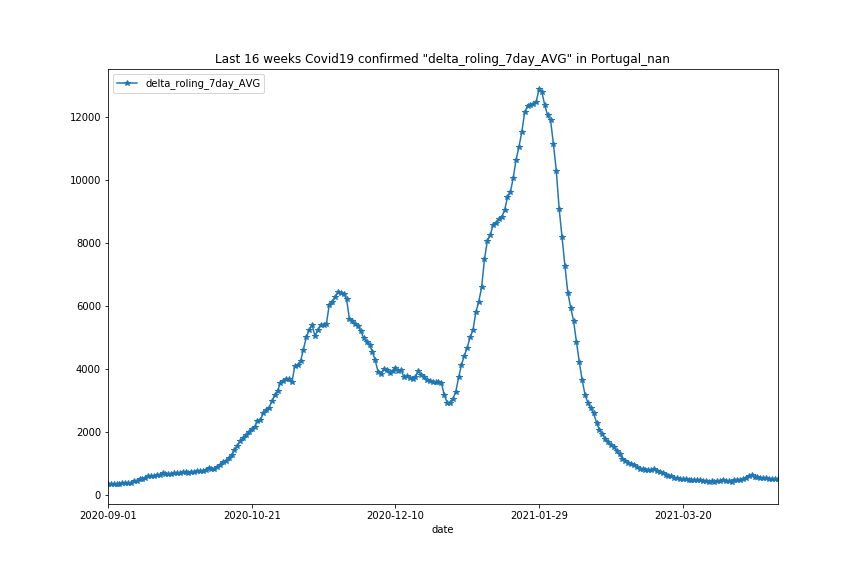 Last 16 weeks Covid19 confirmed "delta_roling_7day_AVG" in Portugal_nan
delta_roling_7day_AVG
12000
10000
8000
6000
4000
2000
0
2020-09-01 2020-10-21 2020-12-10 2021-01-29 2021-03-20
date